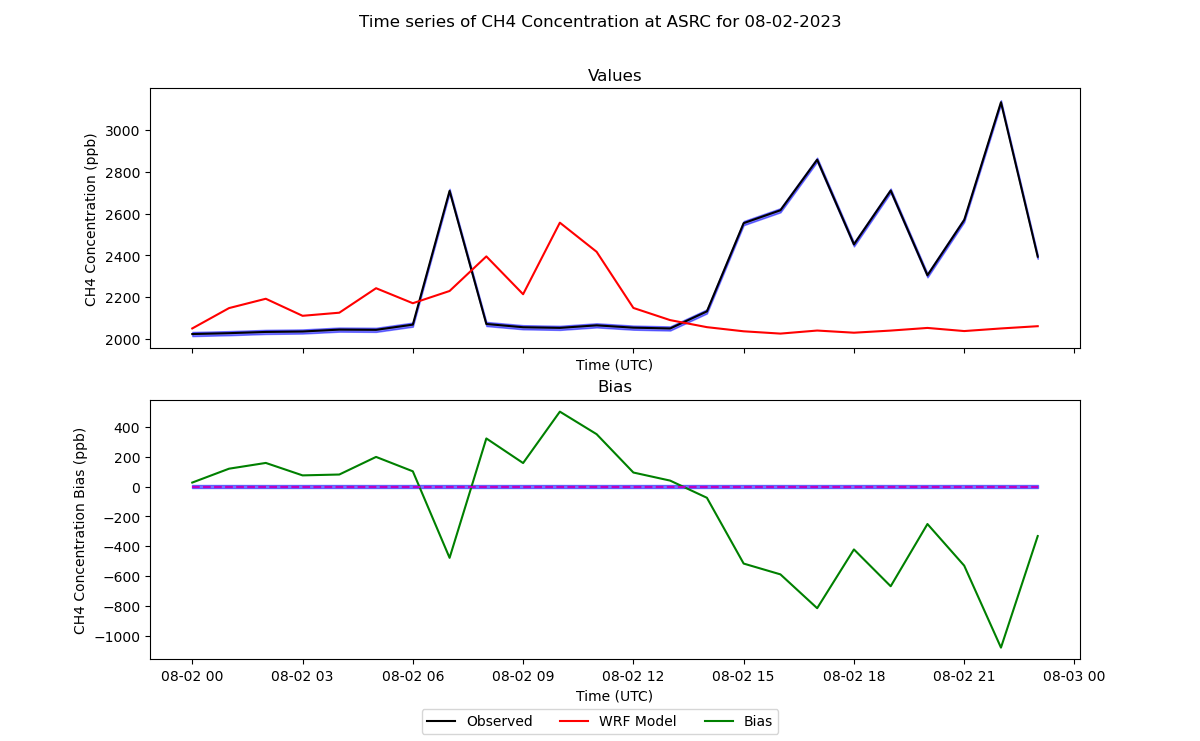 Time series of CH4 Concentration at ASRC for 08-02-2023
Values
CH4 Concentration (ppb)
3000
2800
2600
2400
2200
2000
Time (UTC)
Bias
CH4 Concentration Bias (ppb)
400
200
0
−200
−400
−600
−800
−1000
08-02 00 08-02 03 08-02 06 08-02 09 08-02 12 08-02 15 08-02 18 08-02 21 08-03 00
Time (UTC)
Observed WRF Model Bias